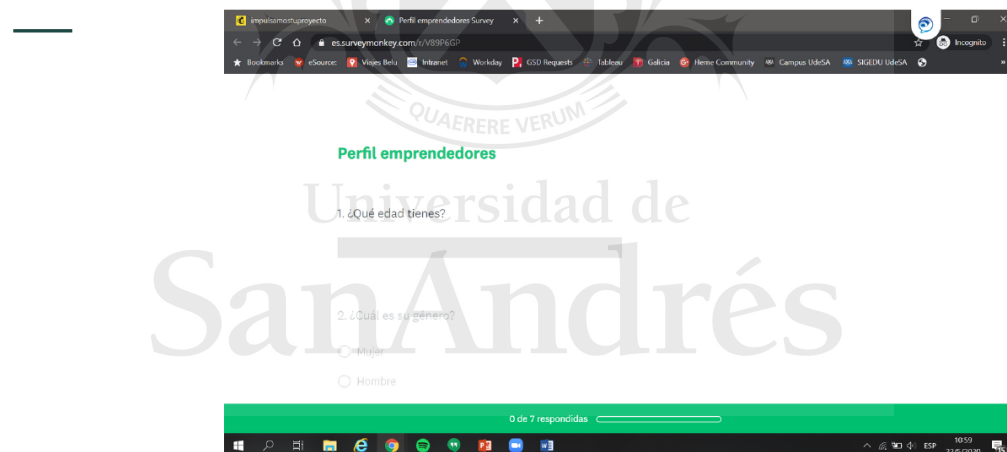 impulsamostuproyecto
Perfil emprendedores Survey
es.surveymonkey.com/r/V89P6GP
Incognito
Bookmarks eSource: Viajes Belu Intranet Workday GSD Requests Tableau Galicia Heme Community Campus UdeSA SIGEDU UdeSA
QUAERERE VERUM
Perfil emprendedores
Universidad de
1. ¿Qué edad tienes?
SanAndrés
2. ¿Cuál es su género?
Mujer
Hombre
0 de 7 respondidas
ESP
10:59